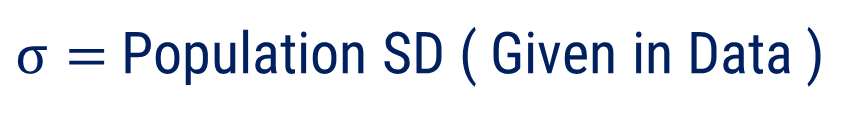 σ = Population SD ( Given in Data )